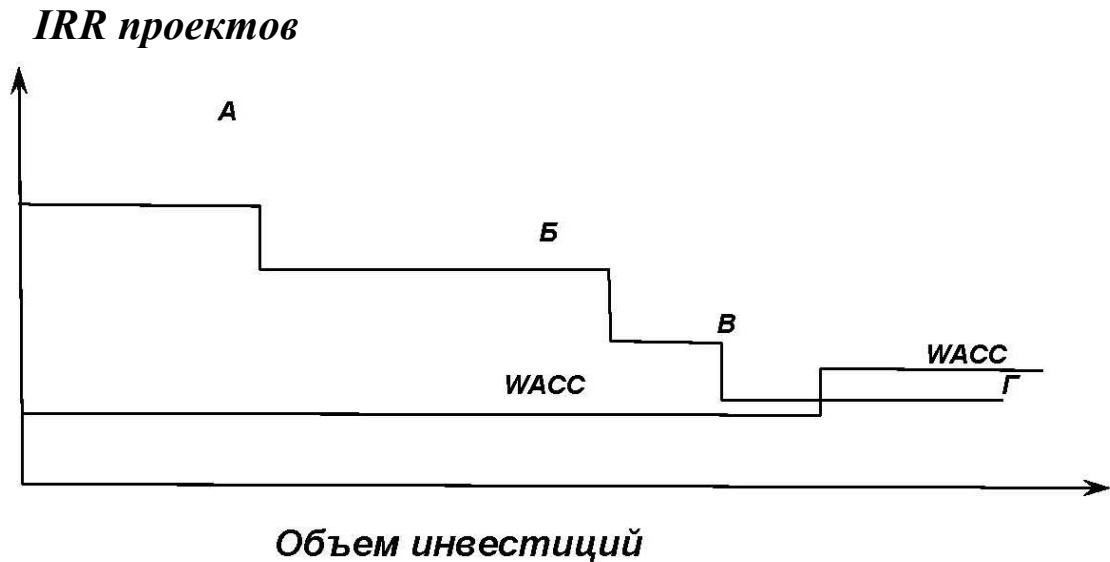 IRR проектов
А
Б
В
WACC
WACC
Г
Объем инвестиций